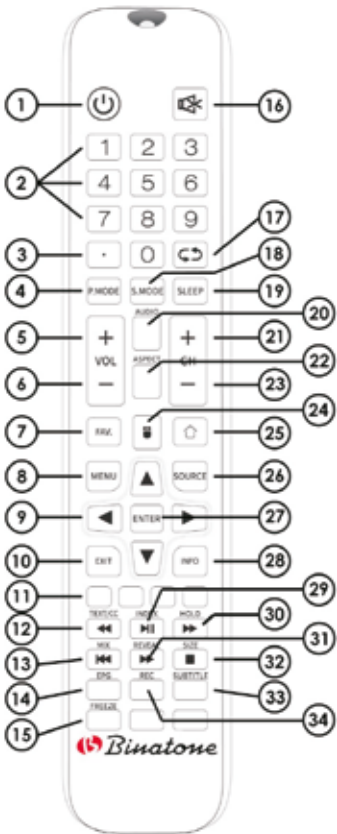 1 16
1 2 3
2 4 5 6
7 8 9
17
3 . 0
18
4 P.MODE S.MODE SLEEP 19
AUDIO 20
5 + + 21
VOL ASPECT CH 22
6 − − 23
24
7 FAV. 25
8 MENU SOURCE 26
9 ENTER 27
10 EXIT INFO 28
11 29
TEXT/CC INDEX HOLD
12 30
MIX REVEAL SIZE 31
13 32
EPG REC SUBTITLE
14 33
FREEZE
15 34
Binatone